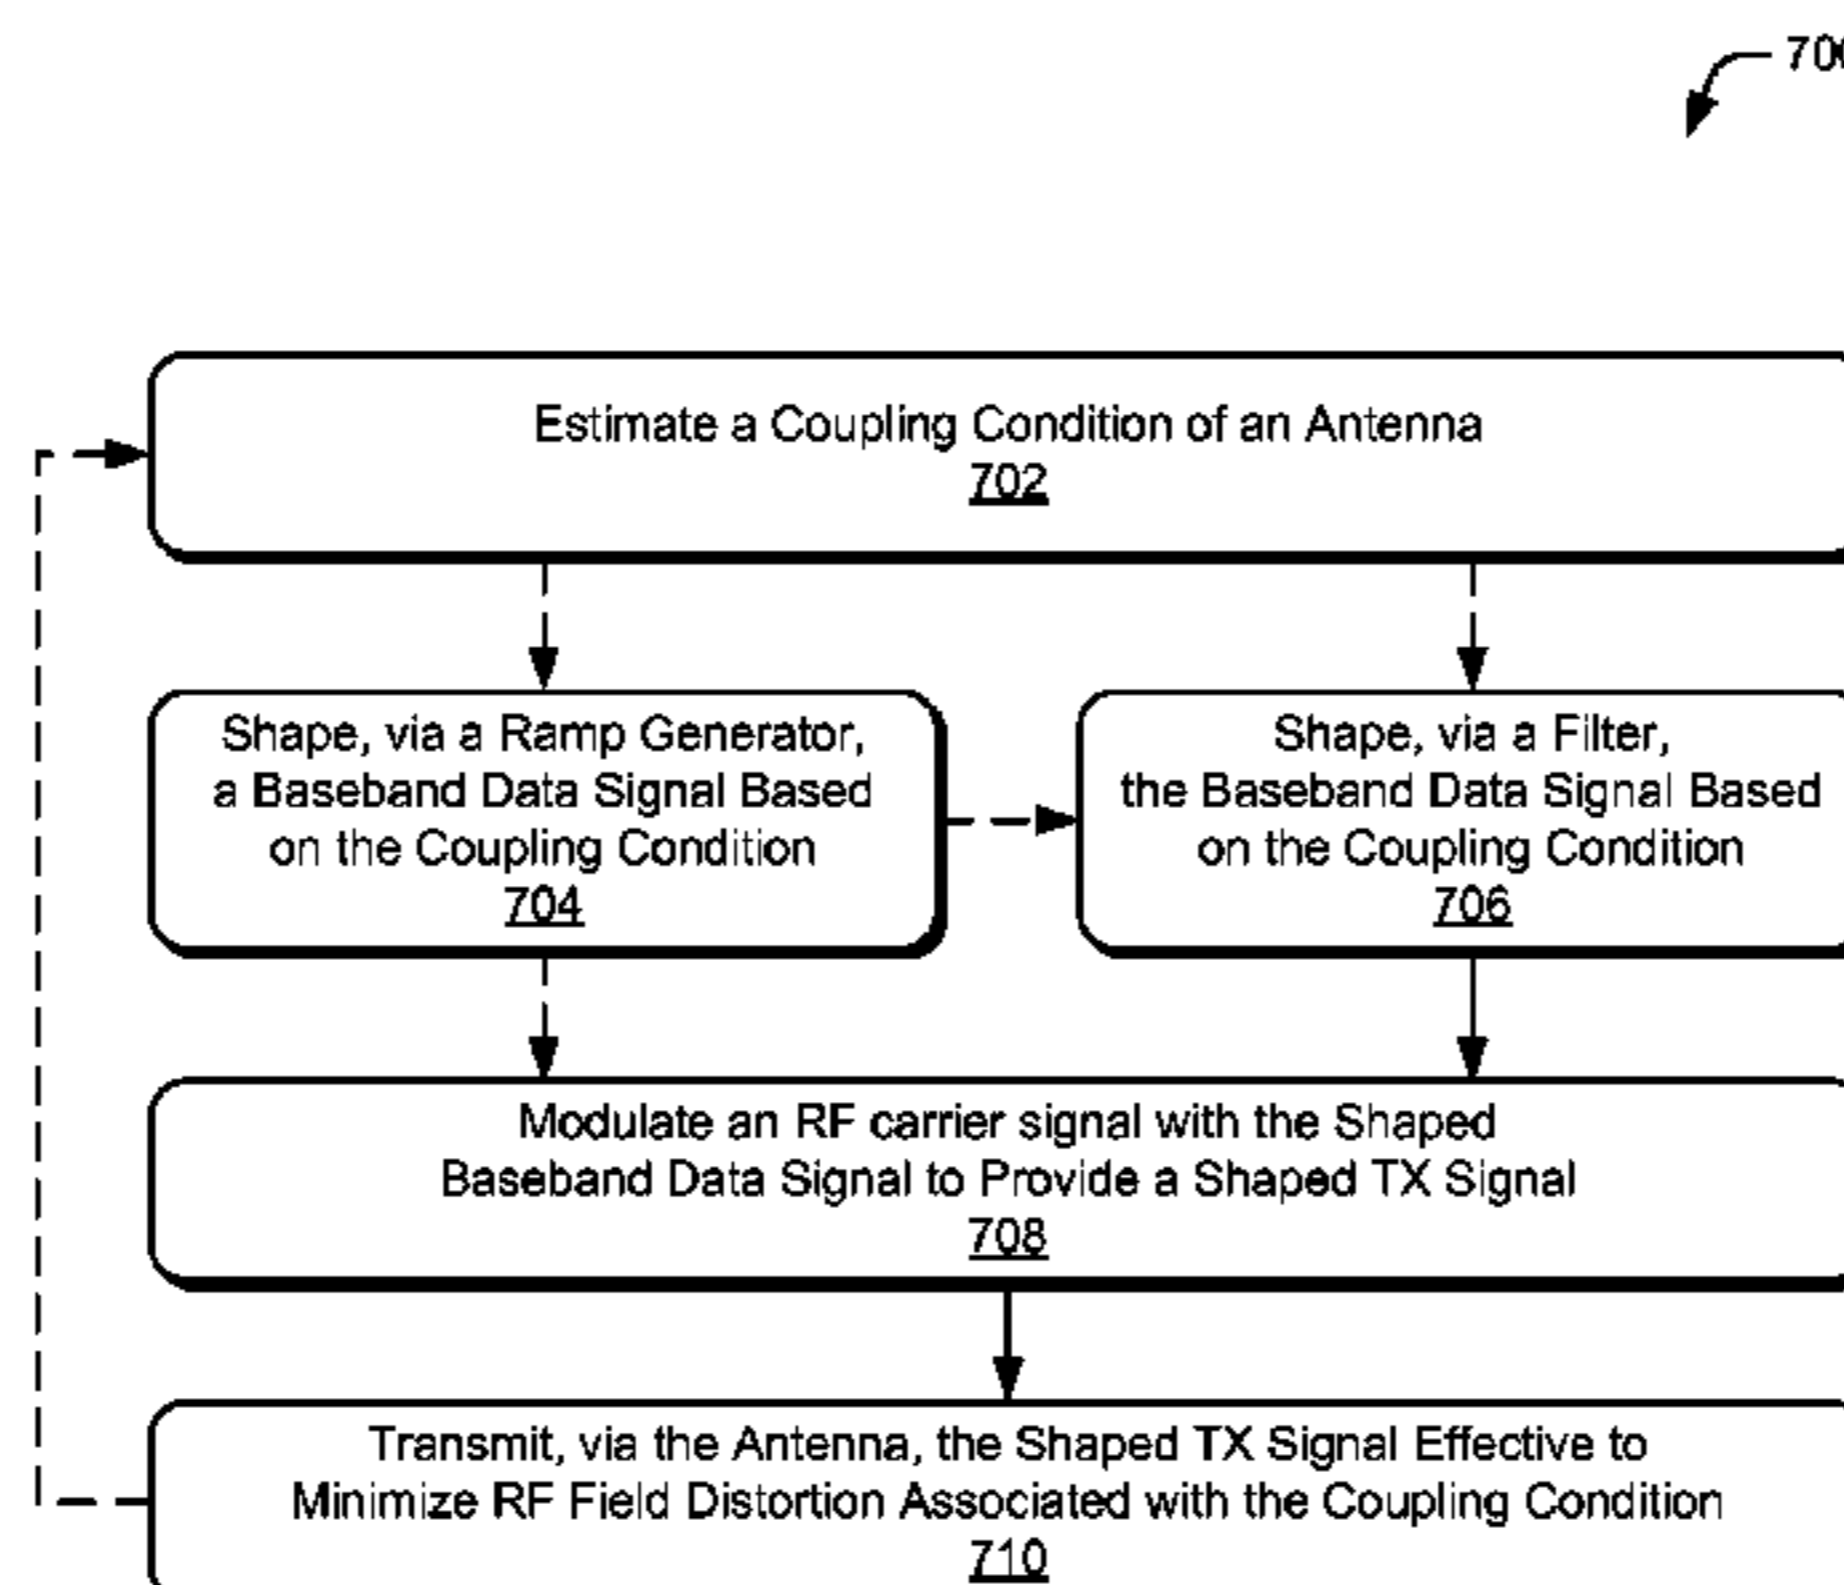 700
Estimate a Coupling Condition of an Antenna
702
Shape, via a Ramp Generator,
a Baseband Data Signal Based
on the Coupling Condition
704
Shape, via a Filter,
the Baseband Data Signal Based
on the Coupling Condition
706
Modulate an RF carrier signal with the Shaped
Baseband Data Signal to Provide a Shaped TX Signal
708
Transmit, via the Antenna, the Shaped TX Signal Effective to
Minimize RF Field Distortion Associated with the Coupling Condition
710